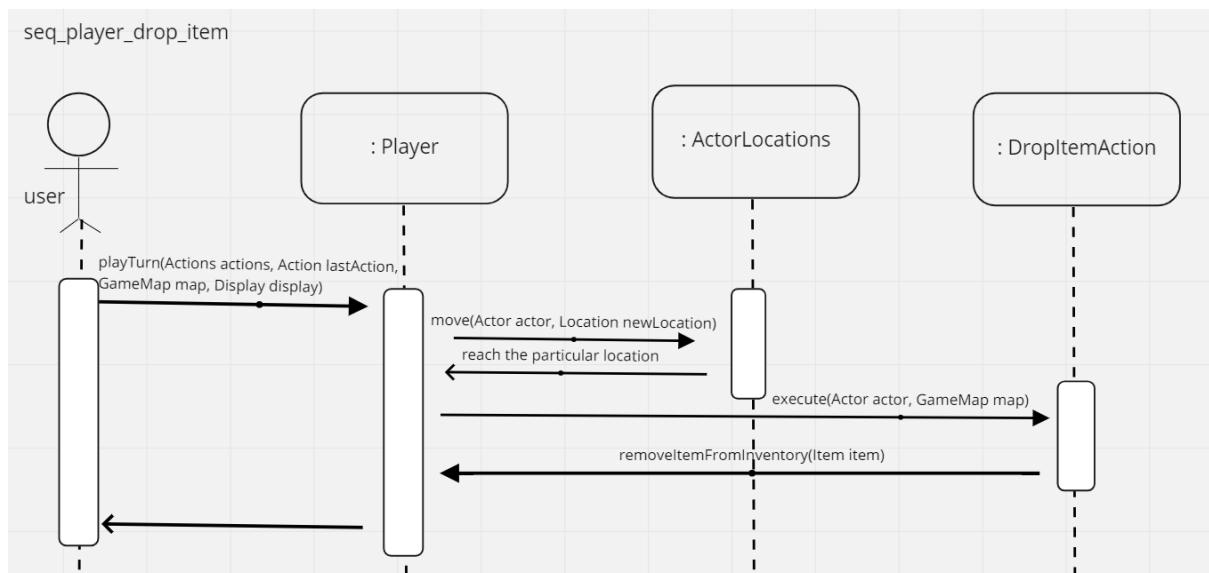 seq_player_drop_item
: Player
: ActorLocations
: DropItemAction
user
playTurn(Actions actions, Action lastAction,
GameMap map, Display display)
move(Actor actor, Location newLocation)
reach the particular location
execute(Actor actor, GameMap map)
removeItemFromInventory(Item item)